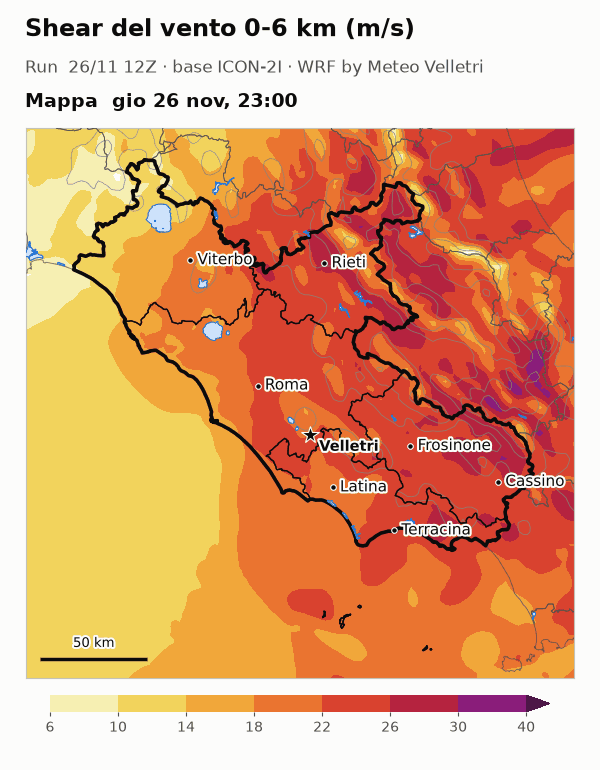 Shear del vento 0-6 km (m/s)
Run  26/11 12Z · base ICON-2I · WRF by Meteo Velletri
Mappa  gio 26 nov, 23:00
Viterbo
Rieti
Roma
Velletri
Frosinone
Latina
Cassino
Terracina
50 km
6 10 14 18 22 26 30 40